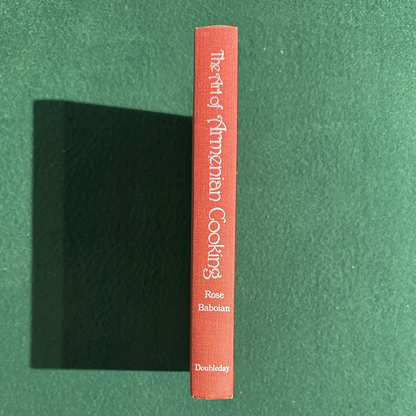 The Art of Armenian Cooking
Rose
Baboian
Doubleday